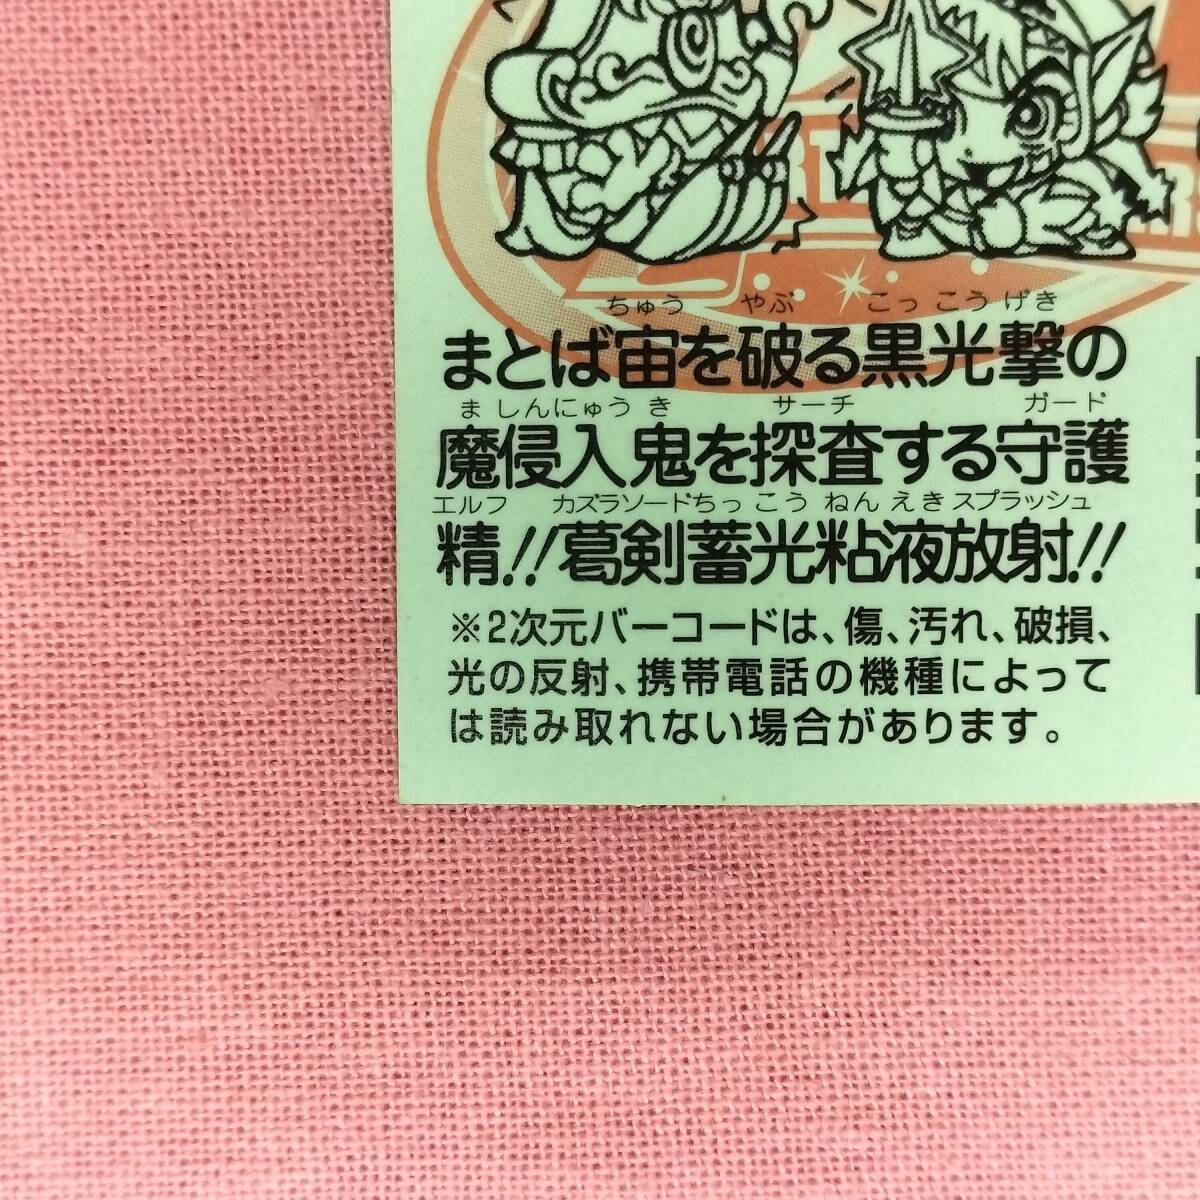 ちゅう やぶ こっこうげき
まとば宙を破る黒光撃の
ま しんにゅう き サーチ ガード
魔侵入鬼を探査する守護
エルフ カズラソードちっこう ねんえきスプラッシュ
精!!葛剣蓄光粘液放射!!
※2次元バーコードは、傷、汚れ、破損、
光の反射、携帯電話の機種によって
は読み取れない場合があります。